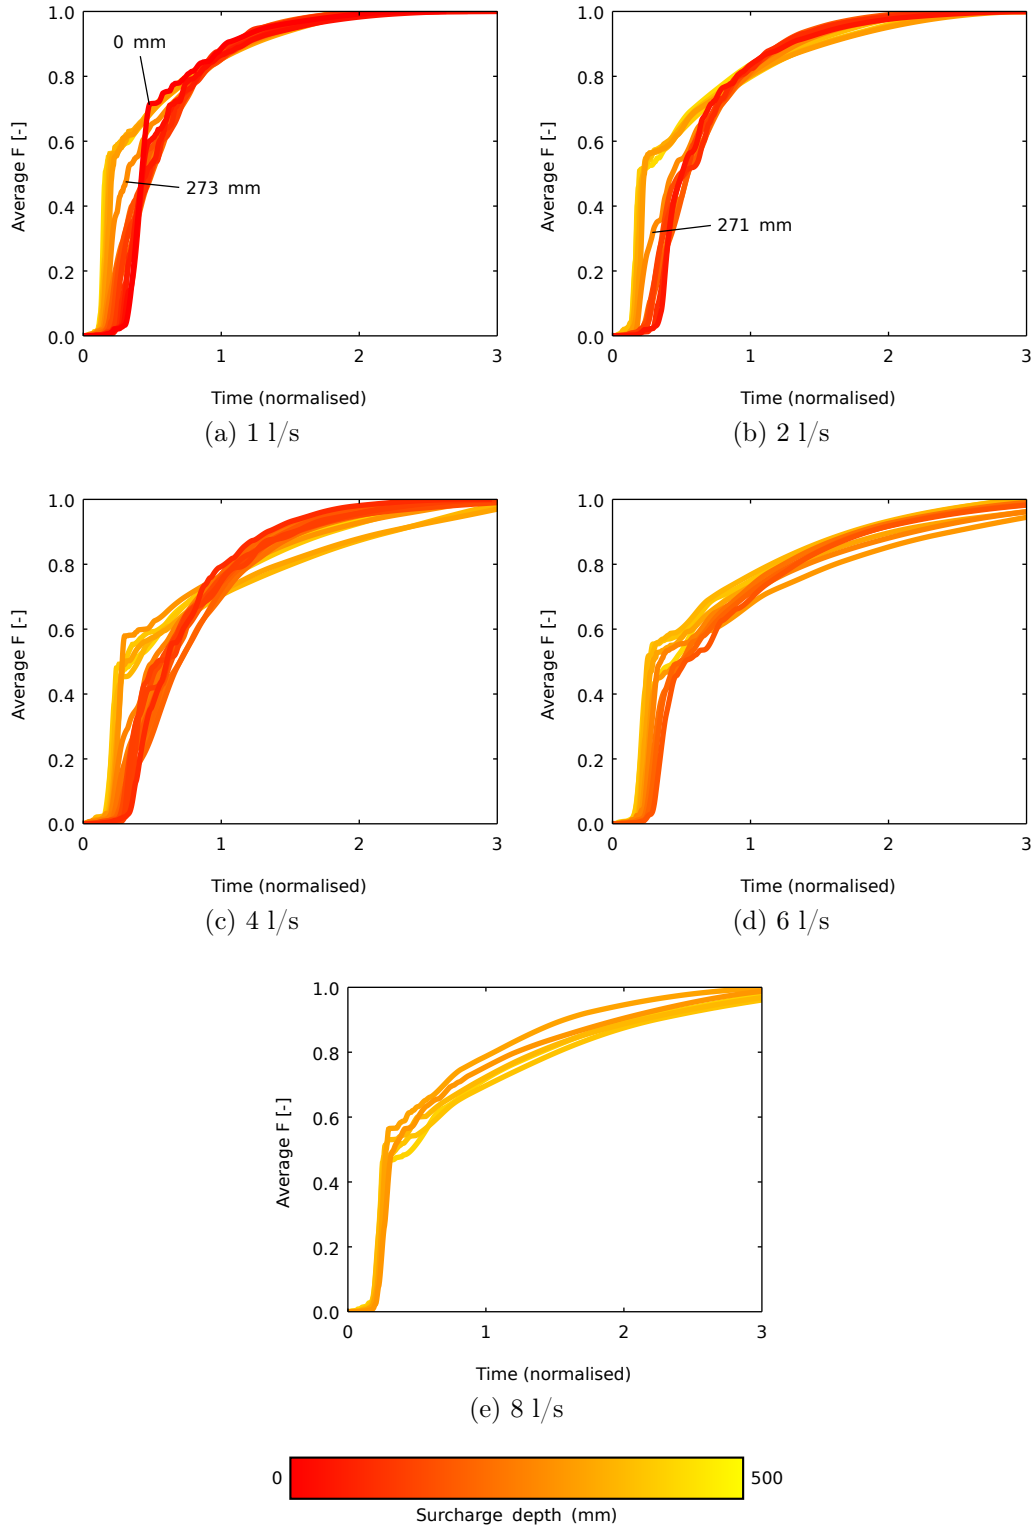 1.0
0.8
0.6
0.4
0.2
0.0
Average F [-]
0 mm
273 mm
0 1 2 3
Time (normalised)
(a) 1 l/s
1.0
0.8
0.6
0.4
0.2
0.0
Average F [-]
271 mm
0 1 2 3
Time (normalised)
(b) 2 l/s
1.0
0.8
0.6
0.4
0.2
0.0
Average F [-]
0 1 2 3
Time (normalised)
(c) 4 l/s
1.0
0.8
0.6
0.4
0.2
0.0
Average F [-]
0 1 2 3
Time (normalised)
(d) 6 l/s
1.0
0.8
0.6
0.4
0.2
0.0
Average F [-]
0 1 2 3
Time (normalised)
(e) 8 l/s
0 500
Surcharge depth (mm)